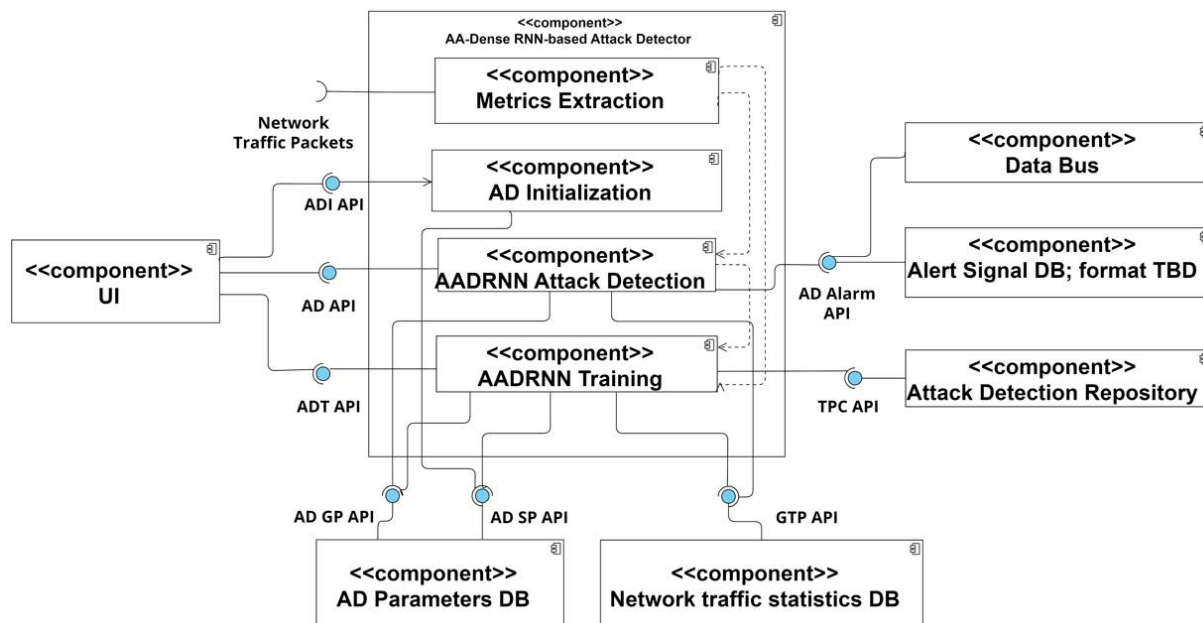 <<component>>
AA-Dense RNN-based Attack Detector
<<component>>
Metrics Extraction
Network
Traffic Packets
<<component>>
AD Initialization
ADI API
<<component>>
Data Bus
<<component>>
UI
AD API
<<component>>
AADRNN Attack Detection
AD Alarm
API
<<component>>
Alert Signal DB; format TBD
ADT API
<<component>>
AADRNN Training
TPC API
<<component>>
Attack Detection Repository
AD GP API
AD SP API
GTP API
<<component>>
AD Parameters DB
<<component>>
Network traffic statistics DB